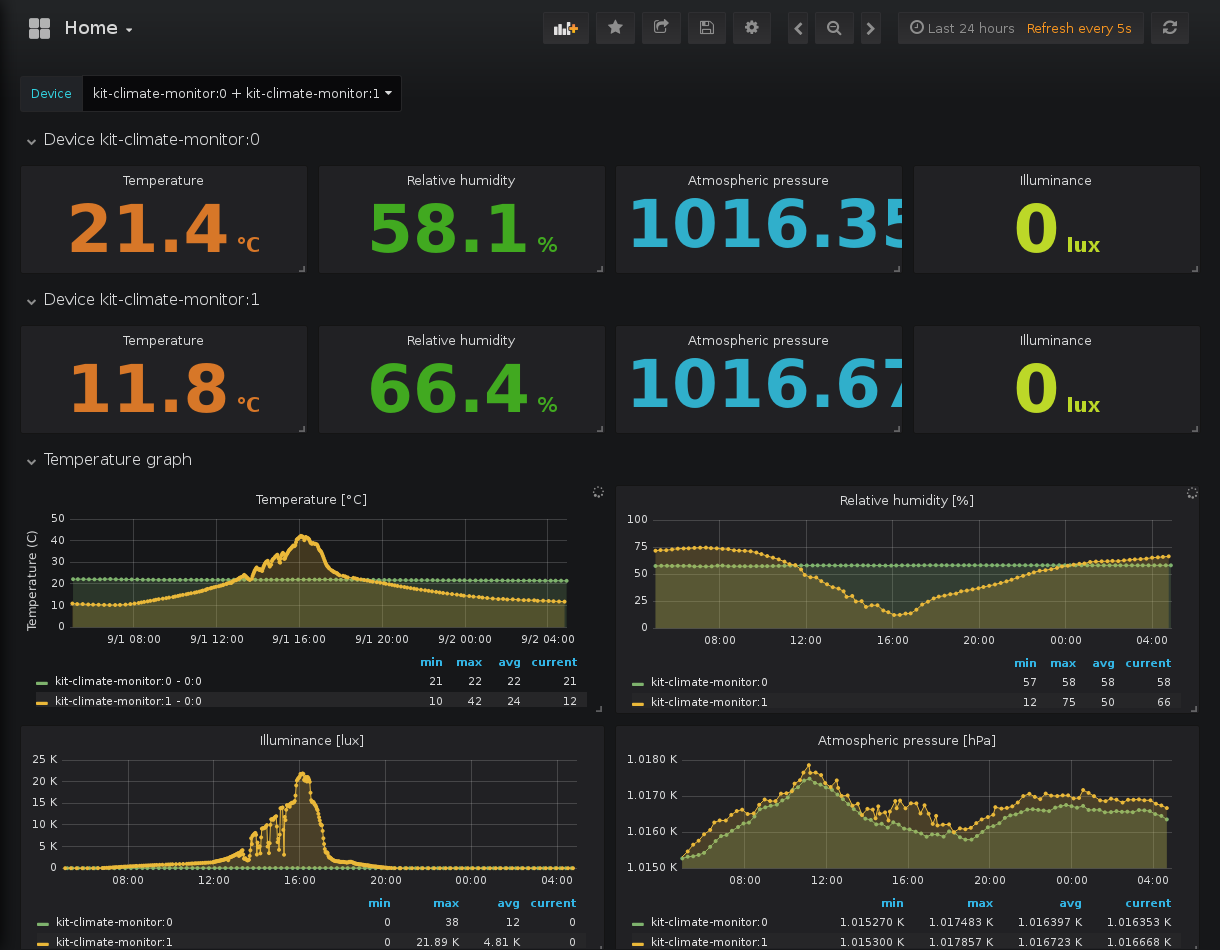 Home
Last 24 hours Refresh every 5s
Device kit-climate-monitor:0 + kit-climate-monitor:1
Device kit-climate-monitor:0
Temperature Relative humidity Atmospheric pressure Illuminance
21.4 °C 58.1 % 1016.35 0 lux
Device kit-climate-monitor:1
Temperature Relative humidity Atmospheric pressure Illuminance
11.8 °C 66.4 % 1016.67 0 lux
Temperature graph
Temperature [°C]
Temperature (C)
50
40
30
20
10
0
9/1 08:00 9/1 12:00 9/1 16:00 9/1 20:00 9/2 00:00 9/2 04:00
min max avg current
kit-climate-monitor:0 - 0:0 21 22 22 21
kit-climate-monitor:1 - 0:0 10 42 24 12
Relative humidity [%]
100
75
50
25
0
08:00 12:00 16:00 20:00 00:00 04:00
min max avg current
kit-climate-monitor:0 57 58 58 58
kit-climate-monitor:1 12 75 50 66
Illuminance [lux]
25 K
20 K
15 K
10 K
5 K
0
08:00 12:00 16:00 20:00 00:00 04:00
min max avg current
kit-climate-monitor:0 0 38 12 0
kit-climate-monitor:1 0 21.89 K 4.81 K 0
Atmospheric pressure [hPa]
1.0180 K
1.0170 K
1.0160 K
1.0150 K
08:00 12:00 16:00 20:00 00:00 04:00
min max avg current
kit-climate-monitor:0 1.015270 K 1.017483 K 1.016397 K 1.016353 K
kit-climate-monitor:1 1.015300 K 1.017857 K 1.016723 K 1.016668 K